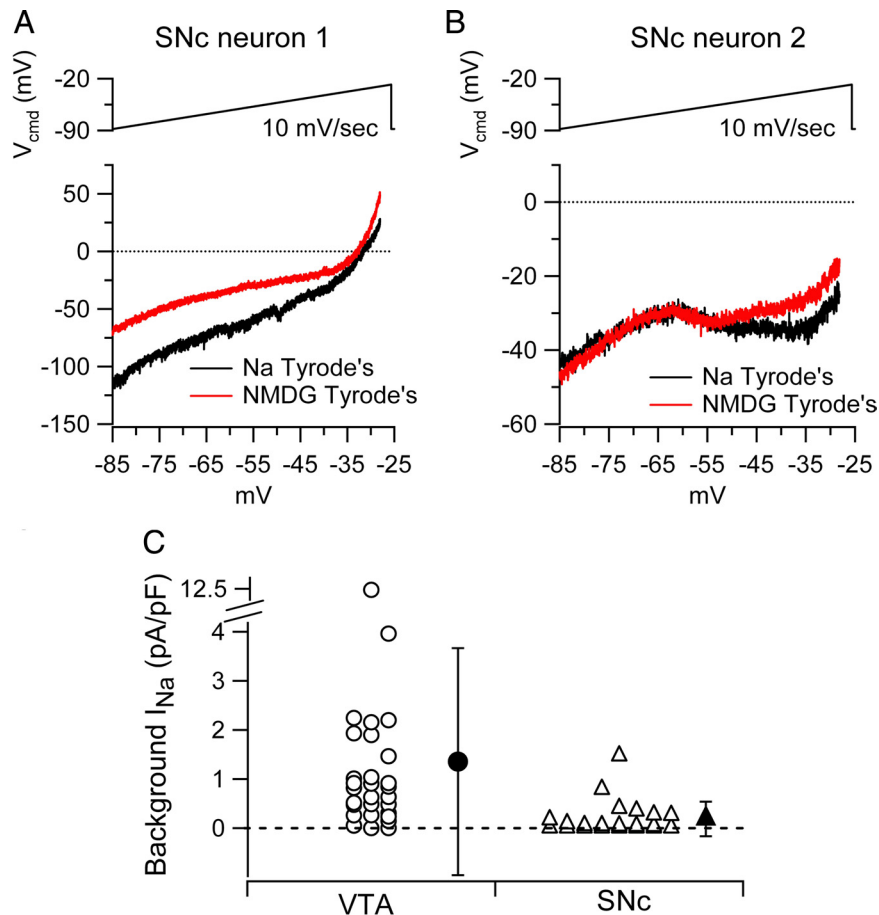 A
SNc neuron 1
V_cmd (mV)
-20
-90
10 mV/sec
50
0
-50
-100
-150
Na Tyrode's
NMDG Tyrode's
-85 -75 -65 -55 -45 -35 -25
mV
B
SNc neuron 2
V_cmd (mV)
-20
-90
10 mV/sec
0
-20
-40
-60
Na Tyrode's
NMDG Tyrode's
-85 -75 -65 -55 -45 -35 -25
mV
C
Background I_Na (pA/pF)
12.5
4
3
2
1
0
VTA SNc